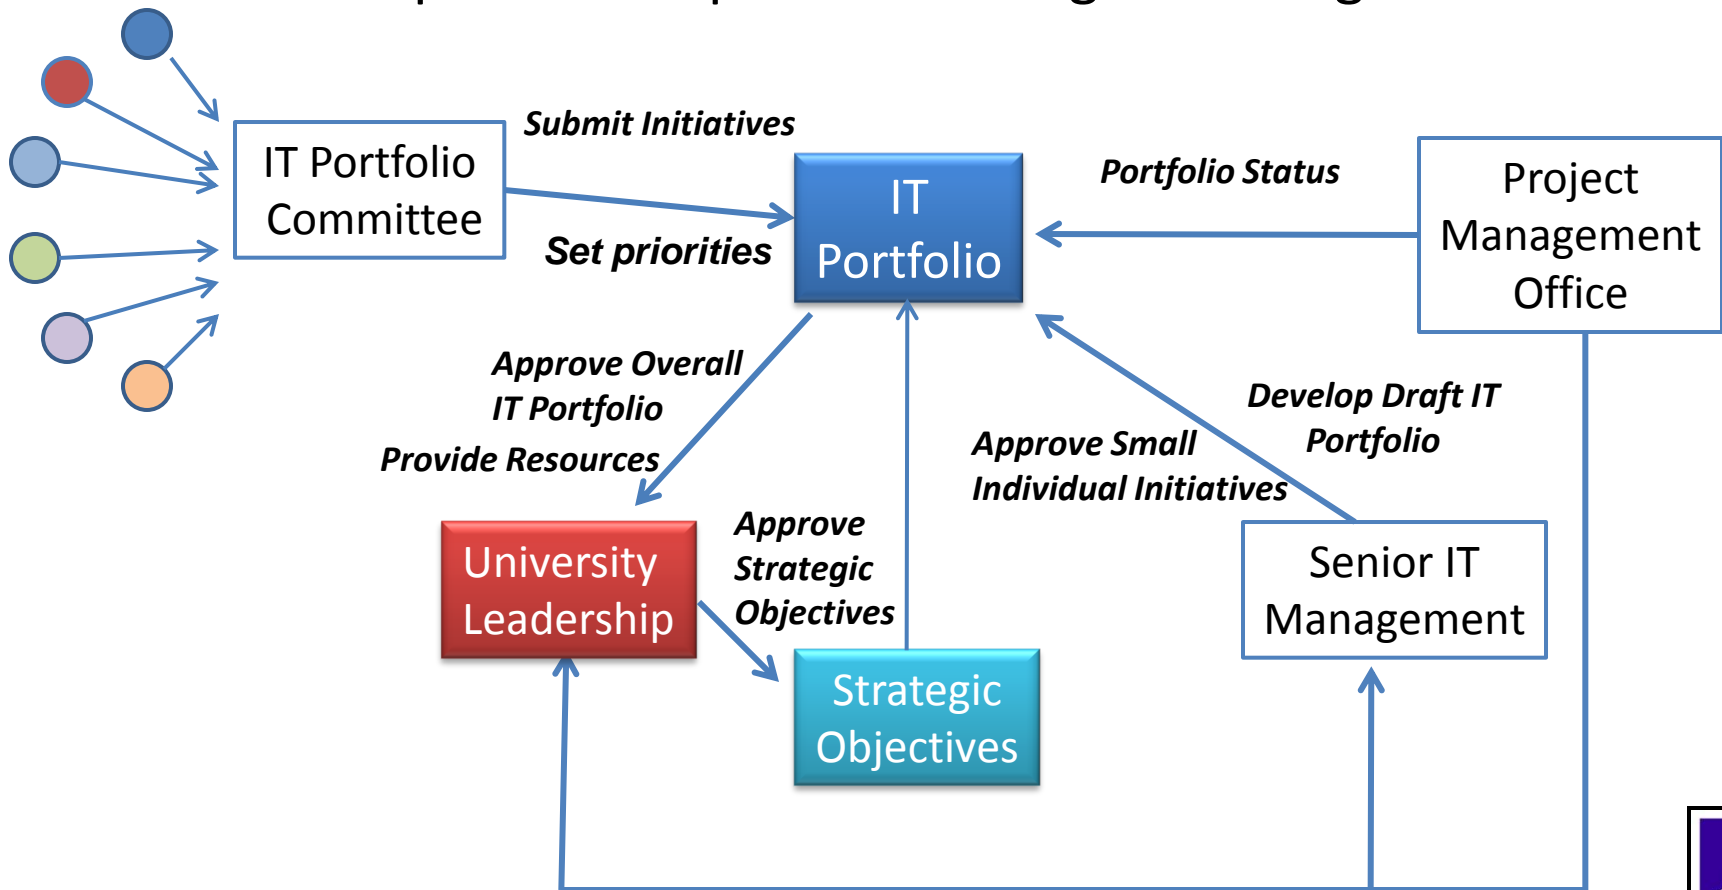 Submit Initiatives
IT Portfolio
Committee
Set priorities
IT
Portfolio
Portfolio Status
Project
Management
Office
Approve Overall
IT Portfolio
Provide Resources
Develop Draft IT
Portfolio
Approve Small
Individual Initiatives
University
Leadership
Approve
Strategic
Objectives
Senior IT
Management
Strategic
Objectives